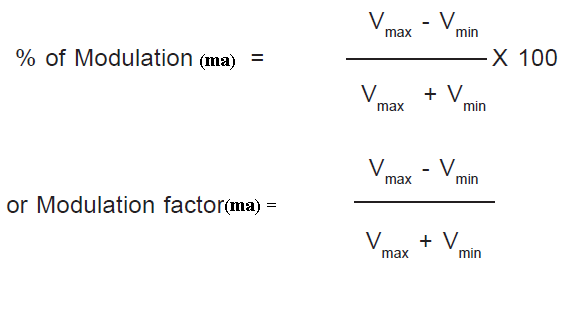 Vmax - Vmin
% of Modulation (ma) = X 100
Vmax + Vmin
Vmax - Vmin
or Modulation factor(ma) =
Vmax + Vmin